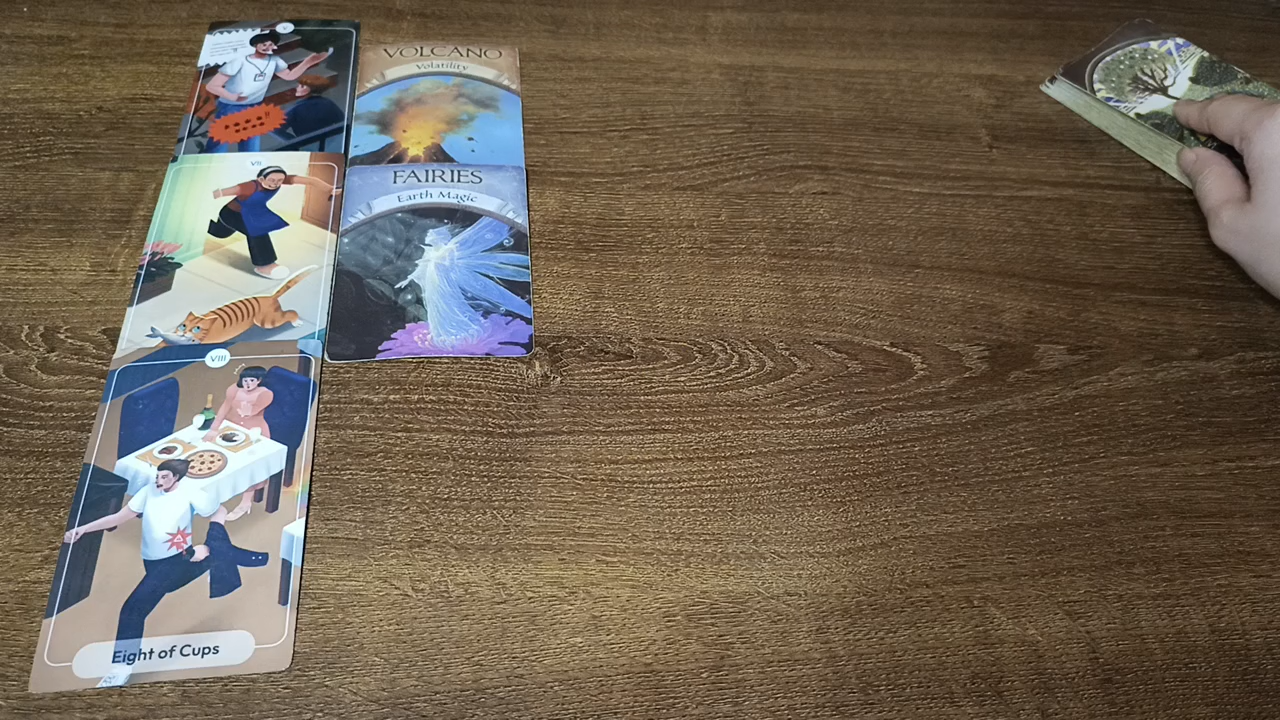 V
VOLCANO
Volatility
VII
FAIRIES
Earth Magic
VIII
Eight of Cups